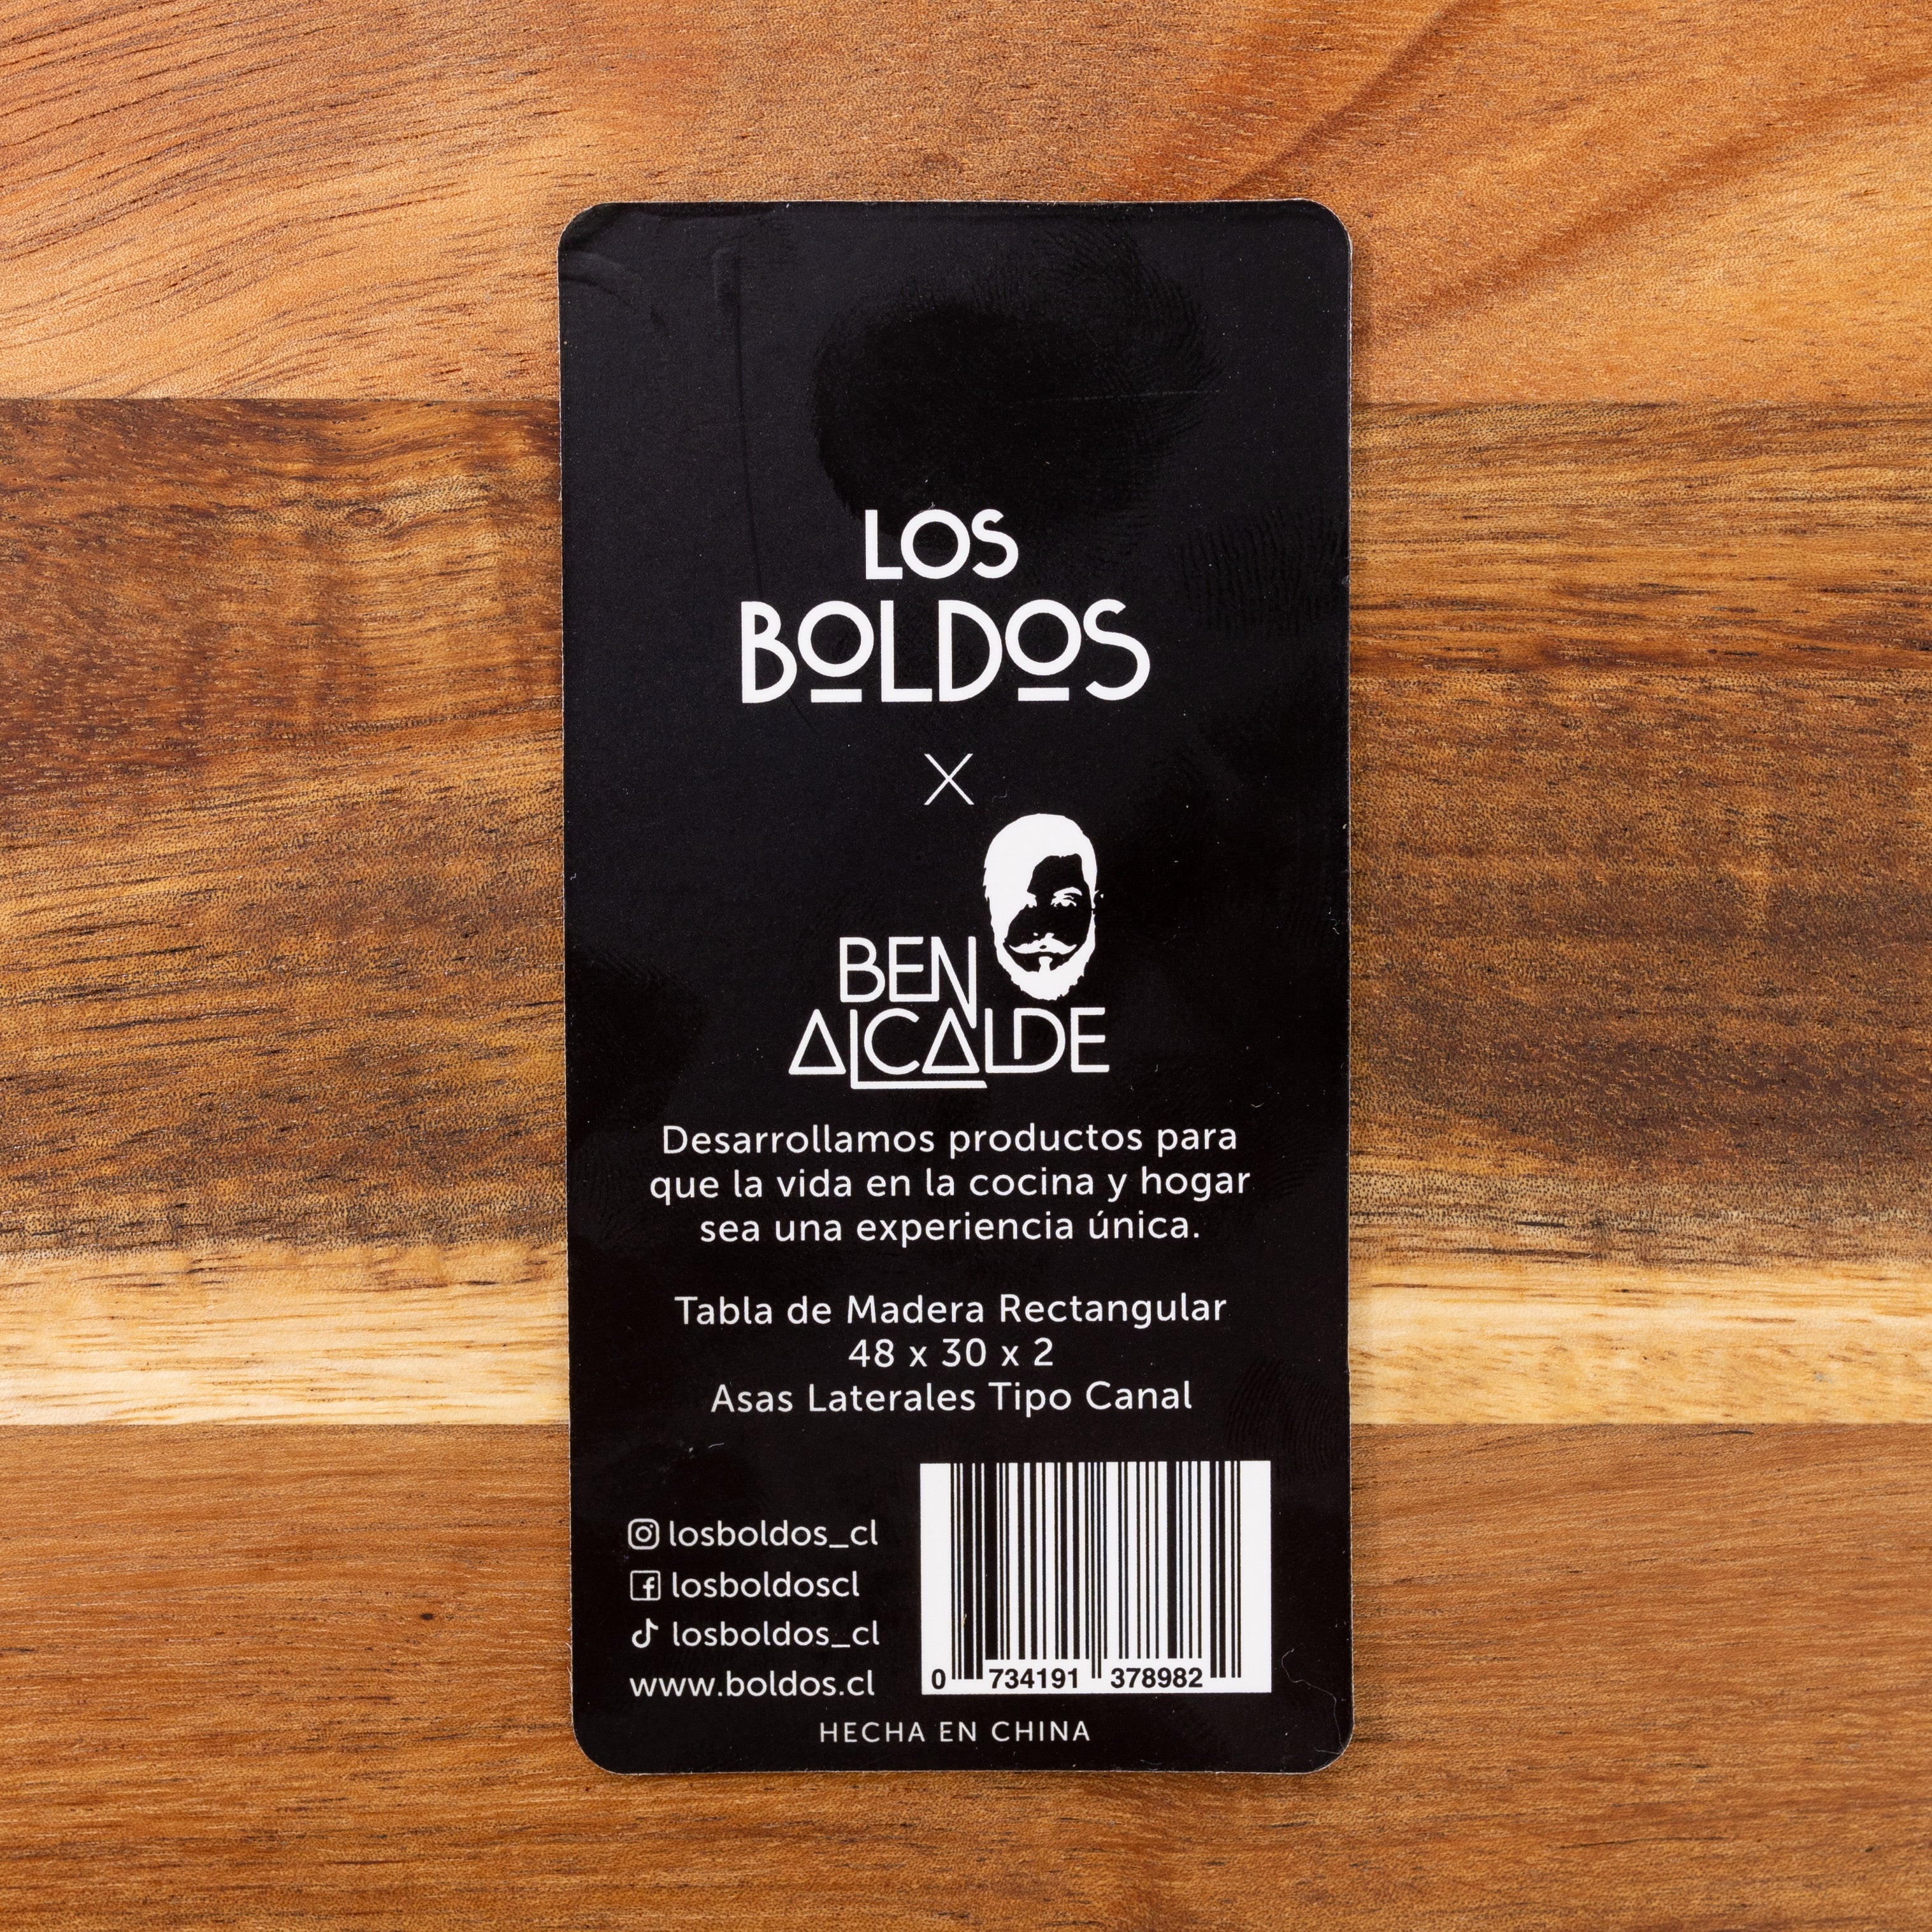 LOS
BOLDOS
X
BEN
ALCALDE
Desarrollamos productos para
que la vida en la cocina y hogar
sea una experiencia única.
Tabla de Madera Rectangular
48 x 30 x 2
Asas Laterales Tipo Canal
losboldos_cl
losboldoscl
losboldos_cl
www.boldos.cl
0 734191 378982
HECHA EN CHINA